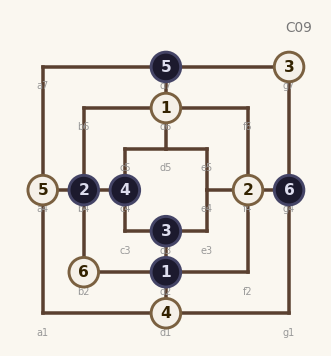 C09
5 3
a7 d7 g7
1
b6 d6 f6
c5 d5 e5
5 2 4 2 6
a4 b4 c4 e4 f4 g4
3
c3 d3 e3
6 1
b2 d2 f2
4
a1 d1 g1